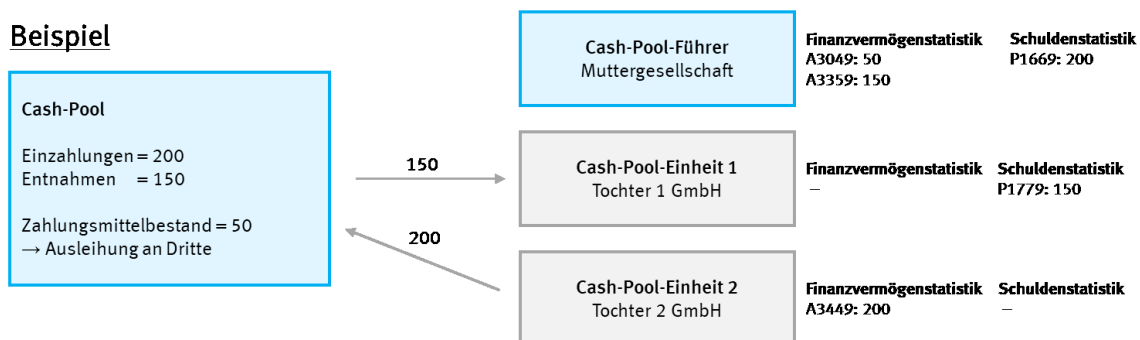 Beispiel
Cash-Pool
Einzahlungen = 200
Entnahmen = 150
Zahlungsmittelbestand = 50
→ Ausleihung an Dritte
150
200
Cash-Pool-Führer
Muttergesellschaft
Finanzvermögenstatistik Schuldenstatistik
A3049: 50 P1669: 200
A3359: 150
Cash-Pool-Einheit 1
Tochter 1 GmbH
Finanzvermögenstatistik Schuldenstatistik
– P1779: 150
Cash-Pool-Einheit 2
Tochter 2 GmbH
Finanzvermögenstatistik Schuldenstatistik
A3449: 200 –